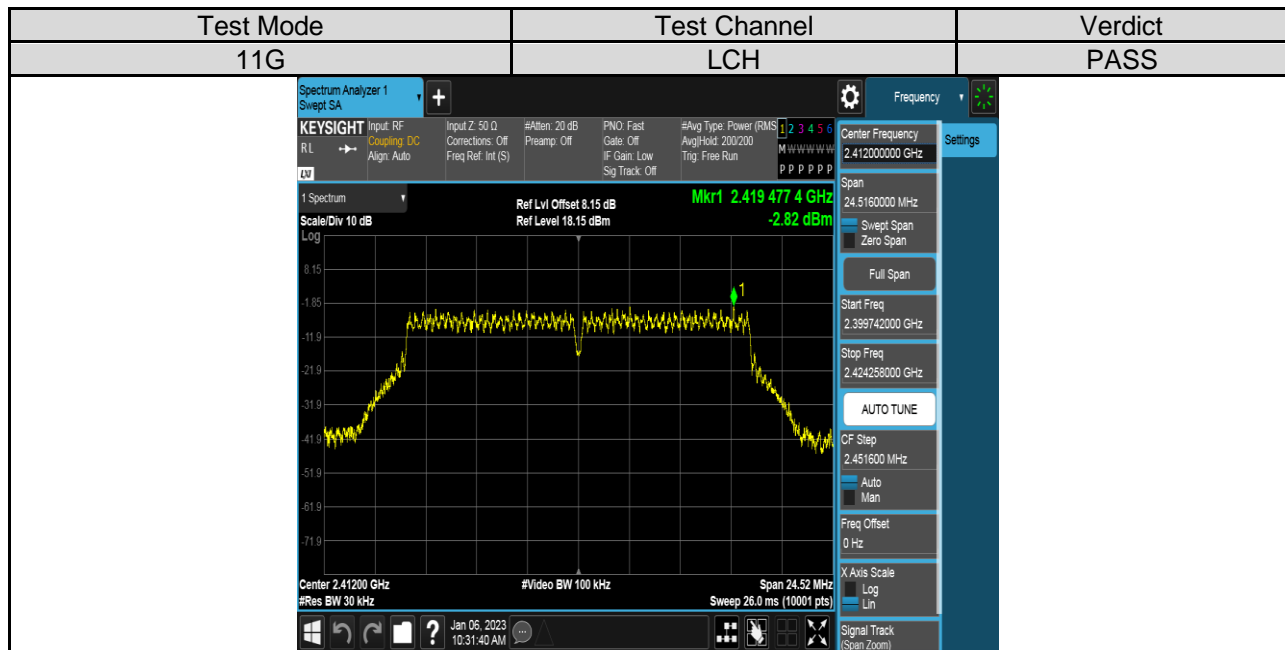 Test Mode Test Channel Verdict
11G LCH PASS
Spectrum Analyzer 1
Swept SA
Frequency
KEYSIGHT Input: RF Input Z: 50 Ω #Atten: 20 dB PNO: Fast #Avg Type: Power (RMS 1 2 3 4 5 6
RL Coupling: DC Corrections: Off Preamp: Off Gate: Off Avg|Hold: 200/200 M W W W W W
Align: Auto Freq Ref: Int (S) IF Gain: Low Trig: Free Run
LXI Sig Track: Off P P P P P P
Settings
Center Frequency
2.412000000 GHz
1 Spectrum Ref Lvl Offset 8.15 dB Mkr1 2.419 477 4 GHz
Scale/Div 10 dB Ref Level 18.15 dBm -2.82 dBm
Log
1
8.15
-1.85
-11.9
-21.9
-31.9
-41.9
-51.9
-61.9
-71.9
Center 2.41200 GHz #Video BW 100 kHz Span 24.52 MHz
#Res BW 30 kHz Sweep 26.0 ms (10001 pts)
Span
24.5160000 MHz
Swept Span
Zero Span
Full Span
Start Freq
2.399742000 GHz
Stop Freq
2.424258000 GHz
AUTO TUNE
CF Step
2.451600 MHz
Auto
Man
Freq Offset
0 Hz
X Axis Scale
Log
Lin
Signal Track
(Span Zoom)
? Jan 06, 2023
10:31:40 AM